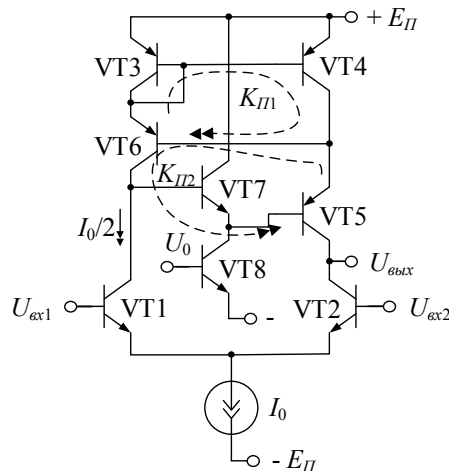 + E_П
VT3
VT4
K_П1
VT6
K_П2
VT7
VT5
I_0/2
U_0
VT8
U_вых
U_вх1
VT1
-
VT2
U_вх2
I_0
- E_П